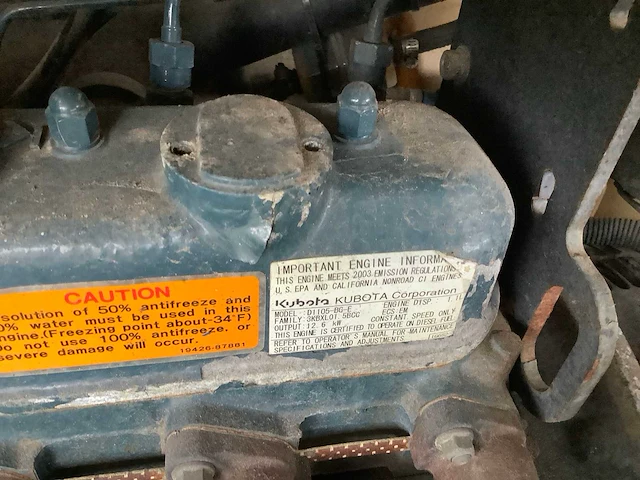 CAUTION
solution of 50% antifreeze and
0% water must be used in this
ngine.(Freezing point about-34°F)
o not use 100% antifreeze. or
severe damage will occur.
19426-87881
IMPORTANT ENGINE INFORMA
THIS ENGINE MEETS 2003 EMISSION REGULATIONS
U.S. EPA AND CALIFORNIA NONROAD CI ENGINES.
Kubota KUBOTA Corporation
MODEL :D1105-BG-E ENGINE DISP.
FAMILY:3KBXL01.5BCC ECS EM
OUTPUT:12.6 kW CONSTANT SPEED ONLY
THIS ENGINE IS CERTIFIED TO OPERATE ON DIESEL FUEL
REFER TO OPERATOR'S MANUAL FOR MAINTENANCE
SPECIFICATIONS AND ADJUSTMENTS.